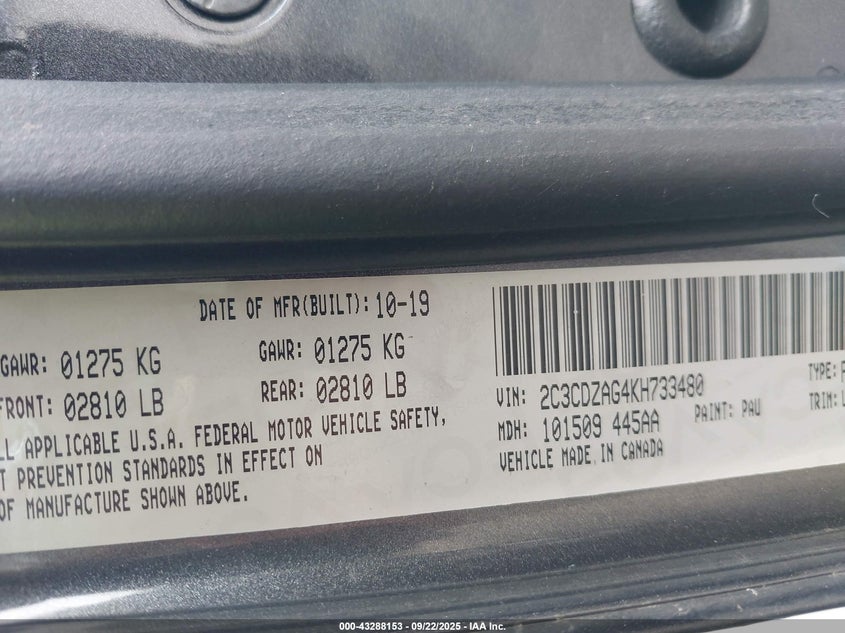 DATE OF MFR(BUILT): 10-19
GAWR: 01275 KG GAWR: 01275 KG
FRONT: 02810 LB REAR: 02810 LB
ALL APPLICABLE U.S.A. FEDERAL MOTOR VEHICLE SAFETY,
PREVENTION STANDARDS IN EFFECT ON
OF MANUFACTURE SHOWN ABOVE.
VIN: 2C3CDZAG4KH733480 TYPE:
MDH: 101509 445AA PAINT: PAU TRIM:
VEHICLE MADE IN CANADA
000-43288153 - 09/22/2025 - IAA Inc.